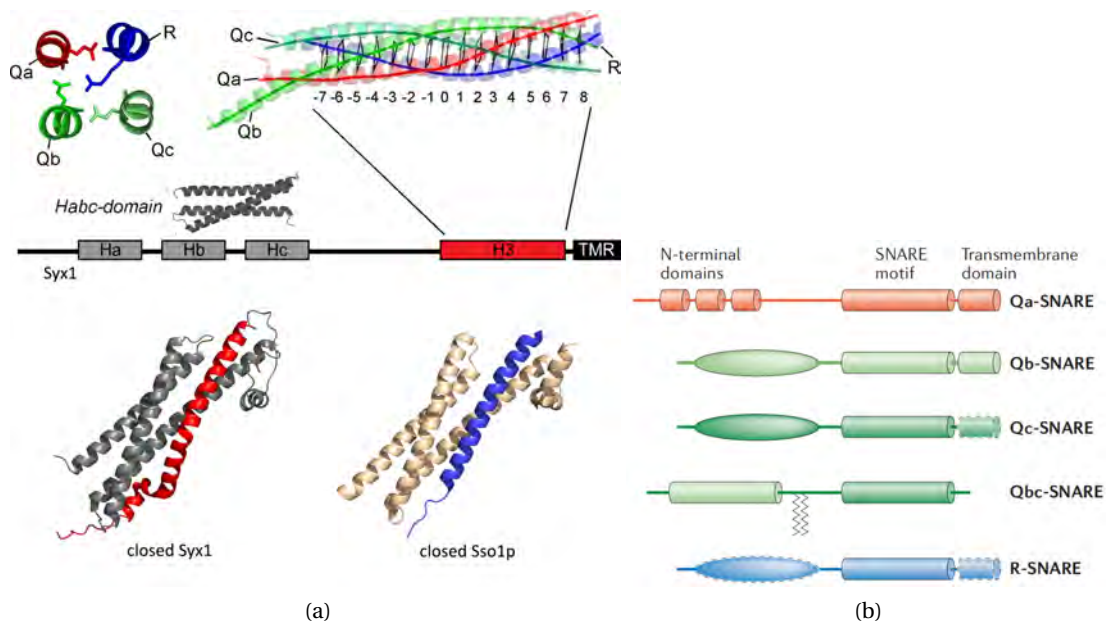 Qa
R
Qb
Qc
Qc
Qa
R
Qb
-7 -6 -5 -4 -3 -2 -1 0 1 2 3 4 5 6 7 8
Habc-domain
Ha Hb Hc H3 TMR
Syx1
closed Syx1 closed Sso1p
(a)
N-terminal domains
SNARE motif
Transmembrane domain
Qa-SNARE
Qb-SNARE
Qc-SNARE
Qbc-SNARE
R-SNARE
(b)